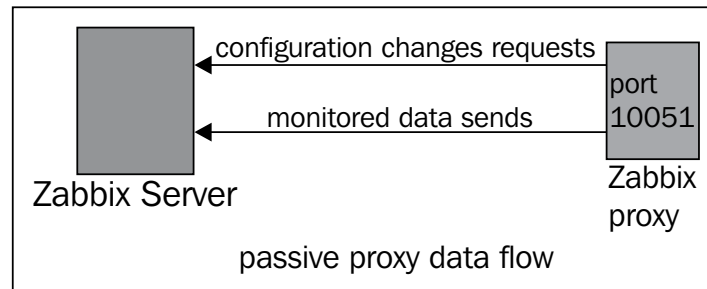 configuration changes requests
port
10051
monitored data sends
Zabbix Server
Zabbix
proxy
passive proxy data flow